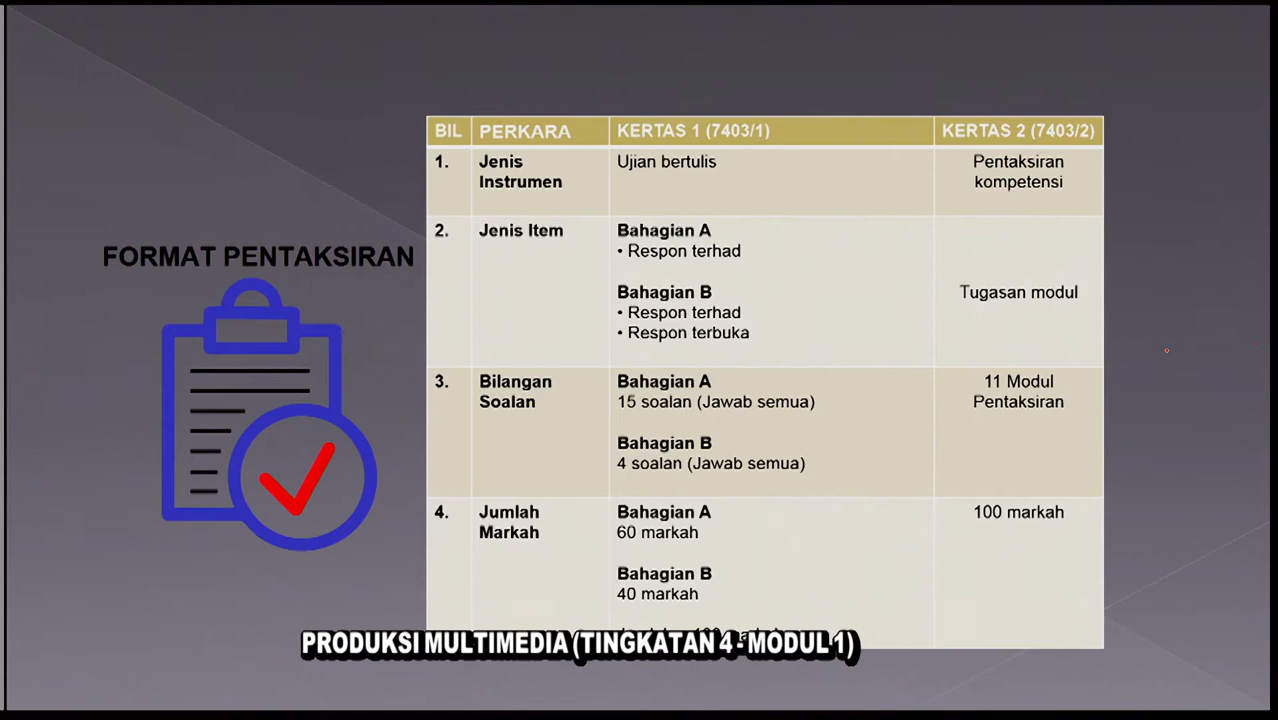 FORMAT PENTAKSIRAN
BIL PERKARA KERTAS 1 (7403/1) KERTAS 2 (7403/2)
1. Jenis Instrumen Ujian bertulis Pentaksiran kompetensi
2. Jenis Item Bahagian A
• Respon terhad
Bahagian B
• Respon terhad
• Respon terbuka
Tugasan modul
3. Bilangan Soalan Bahagian A
15 soalan (Jawab semua)
Bahagian B
4 soalan (Jawab semua)
11 Modul Pentaksiran
4. Jumlah Markah Bahagian A
60 markah
Bahagian B
40 markah
100 markah
PRODUKSI MULTIMEDIA (TINGKATAN 4 - MODUL 1)